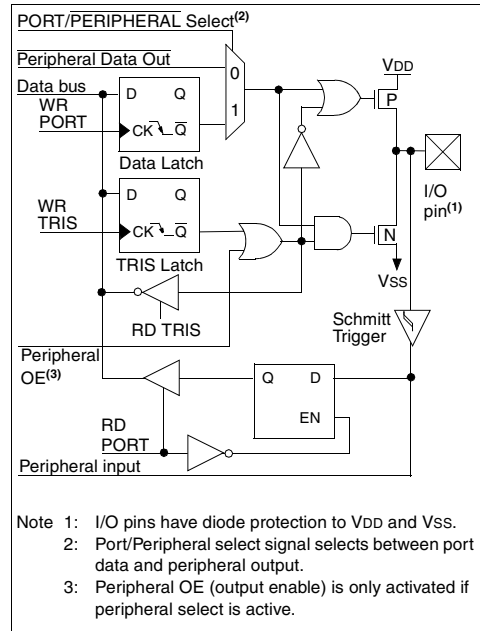 PORT/PERIPHERAL Select(2)
Peripheral Data Out
Data bus
WR
PORT
D Q
CK Q
Data Latch
0
1
VDD
P
I/O
pin(1)
WR
TRIS
D Q
CK Q
TRIS Latch
N
VSS
RD TRIS
Schmitt
Trigger
Peripheral
OE(3)
Q D
EN
RD
PORT
Peripheral input
Note 1: I/O pins have diode protection to VDD and VSS.
2: Port/Peripheral select signal selects between port
data and peripheral output.
3: Peripheral OE (output enable) is only activated if
peripheral select is active.